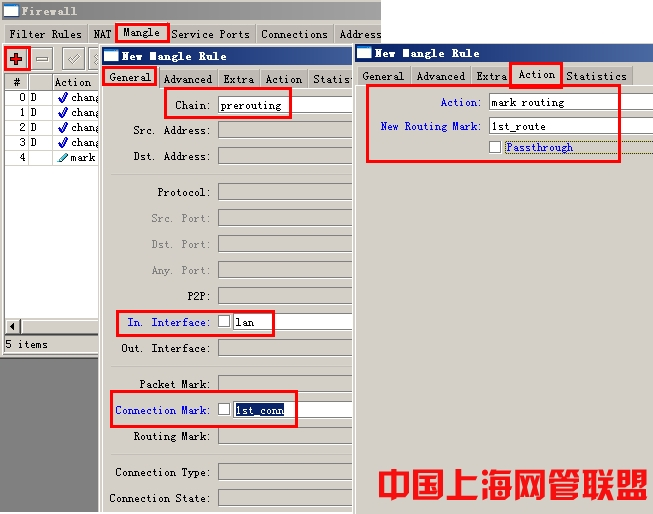 Firewall
Filter Rules NAT Mangle Service Ports Connections Address
# Action
0 D chang
1 D chang
2 D chang
3 D chang
4 mark
5 items
New Mangle Rule
General Advanced Extra Action Statis
Chain: prerouting
Src. Address:
Dst. Address:
Protocol:
Src. Port:
Dst. Port:
Any. Port:
P2P:
In. Interface: lan
Out. Interface:
Packet Mark:
Connection Mark: 1st_conn
Routing Mark:
Connection Type:
Connection State:
New Mangle Rule
General Advanced Extra Action Statistics
Action: mark routing
New Routing Mark: 1st_route
Passthrough
中国上海网管联盟